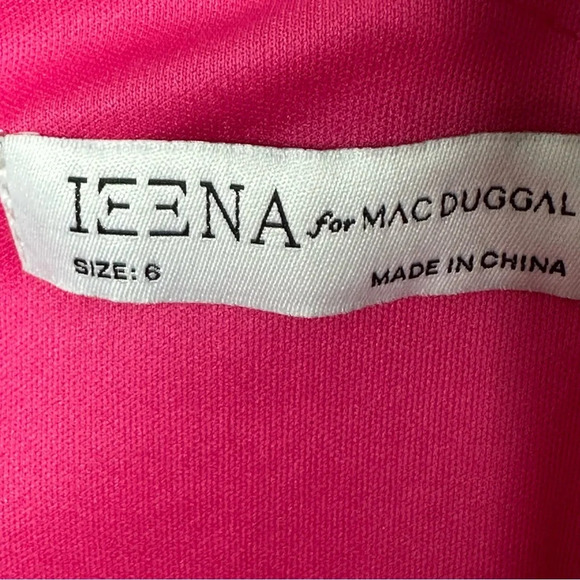 IEENA for MAC DUGGAL
SIZE: 6 MADE IN CHINA